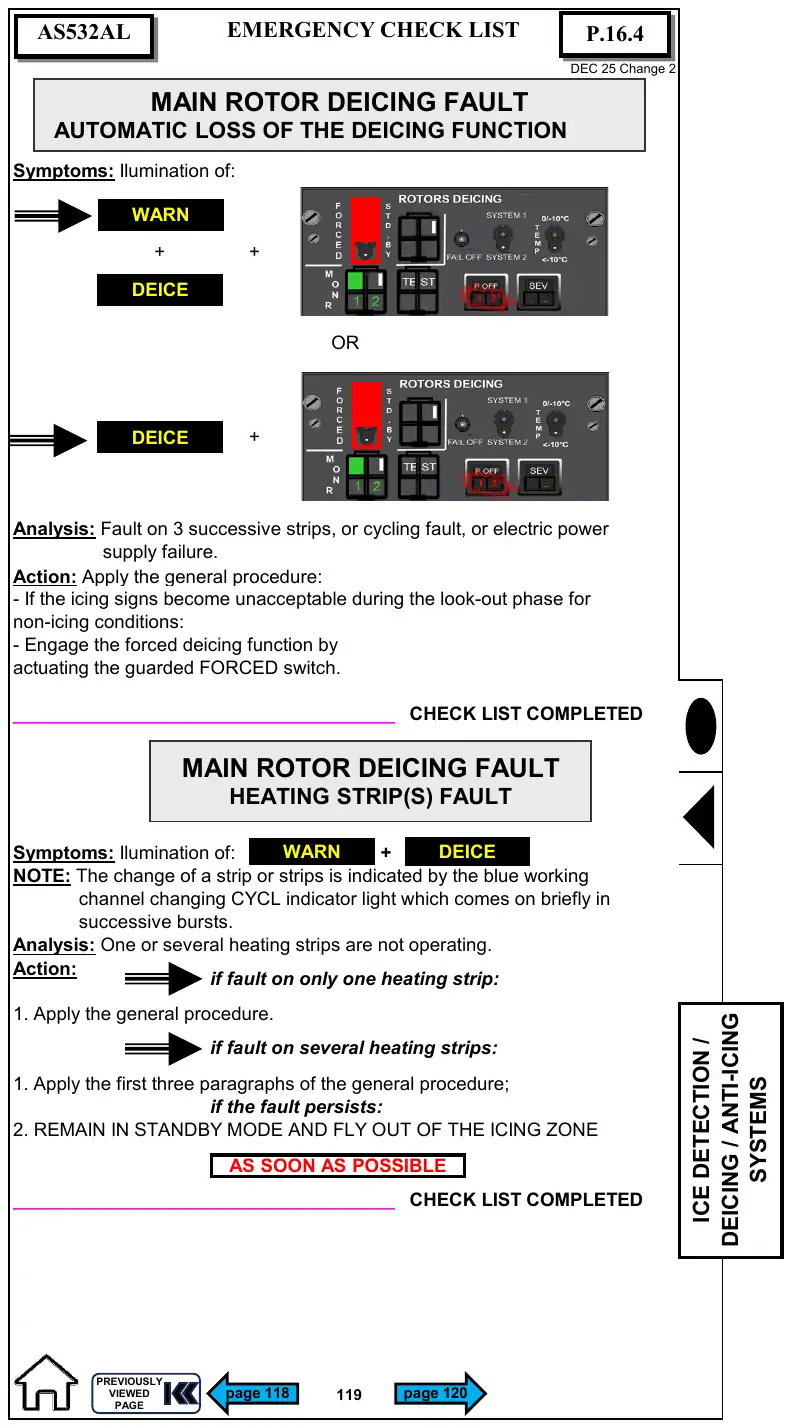 AS532AL
EMERGENCY CHECK LIST
P.16.4
DEC 25 Change 2
MAIN ROTOR DEICING FAULT
AUTOMATIC LOSS OF THE DEICING FUNCTION
Symptoms: Ilumination of:
WARN
+
+
DEICE
ROTORS DEICING
FORCED
STD.BY
SYSTEM 1
0/-10°C
TEMP
FAIL OFF SYSTEM 2
<-10°C
MONR
TEST
P.OFF
SEV
1 2
1 2
OR
DEICE
+
ROTORS DEICING
FORCED
STD.BY
SYSTEM 1
0/-10°C
TEMP
FAIL OFF SYSTEM 2
<-10°C
MONR
TEST
P.OFF
SEV
1 2
1 2
Analysis: Fault on 3 successive strips, or cycling fault, or electric power
supply failure.
Action: Apply the general procedure:
- If the icing signs become unacceptable during the look-out phase for
non-icing conditions:
- Engage the forced deicing function by
actuating the guarded FORCED switch.
CHECK LIST COMPLETED
MAIN ROTOR DEICING FAULT
HEATING STRIP(S) FAULT
Symptoms: Ilumination of: WARN + DEICE
NOTE: The change of a strip or strips is indicated by the blue working
channel changing CYCL indicator light which comes on briefly in
successive bursts.
Analysis: One or several heating strips are not operating.
Action:
if fault on only one heating strip:
1. Apply the general procedure.
if fault on several heating strips:
1. Apply the first three paragraphs of the general procedure;
if the fault persists:
2. REMAIN IN STANDBY MODE AND FLY OUT OF THE ICING ZONE
AS SOON AS POSSIBLE
CHECK LIST COMPLETED
ICE DETECTION /
DEICING / ANTI-ICING
SYSTEMS
PREVIOUSLY
VIEWED
PAGE
page 118
119
page 120